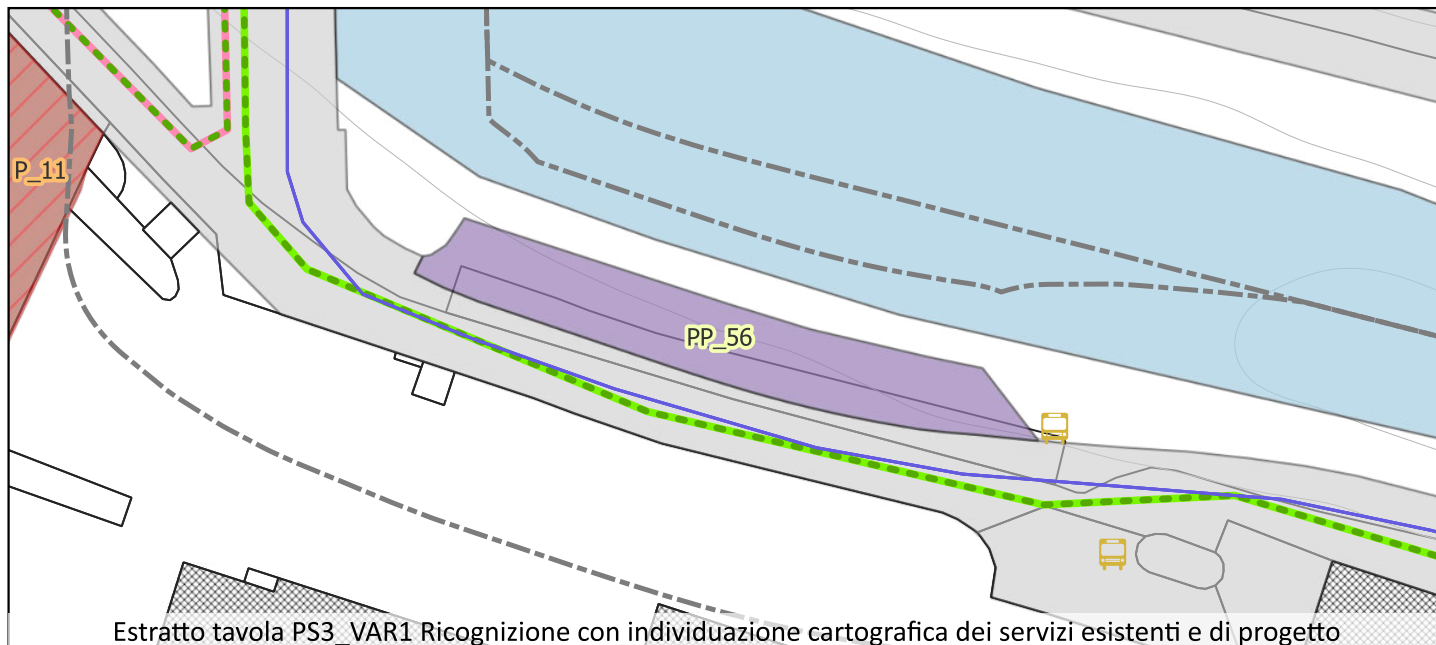 P_11
PP_56
Estratto tavola PS3_VAR1 Ricognizione con individuazione cartografica dei servizi esistenti e di progetto